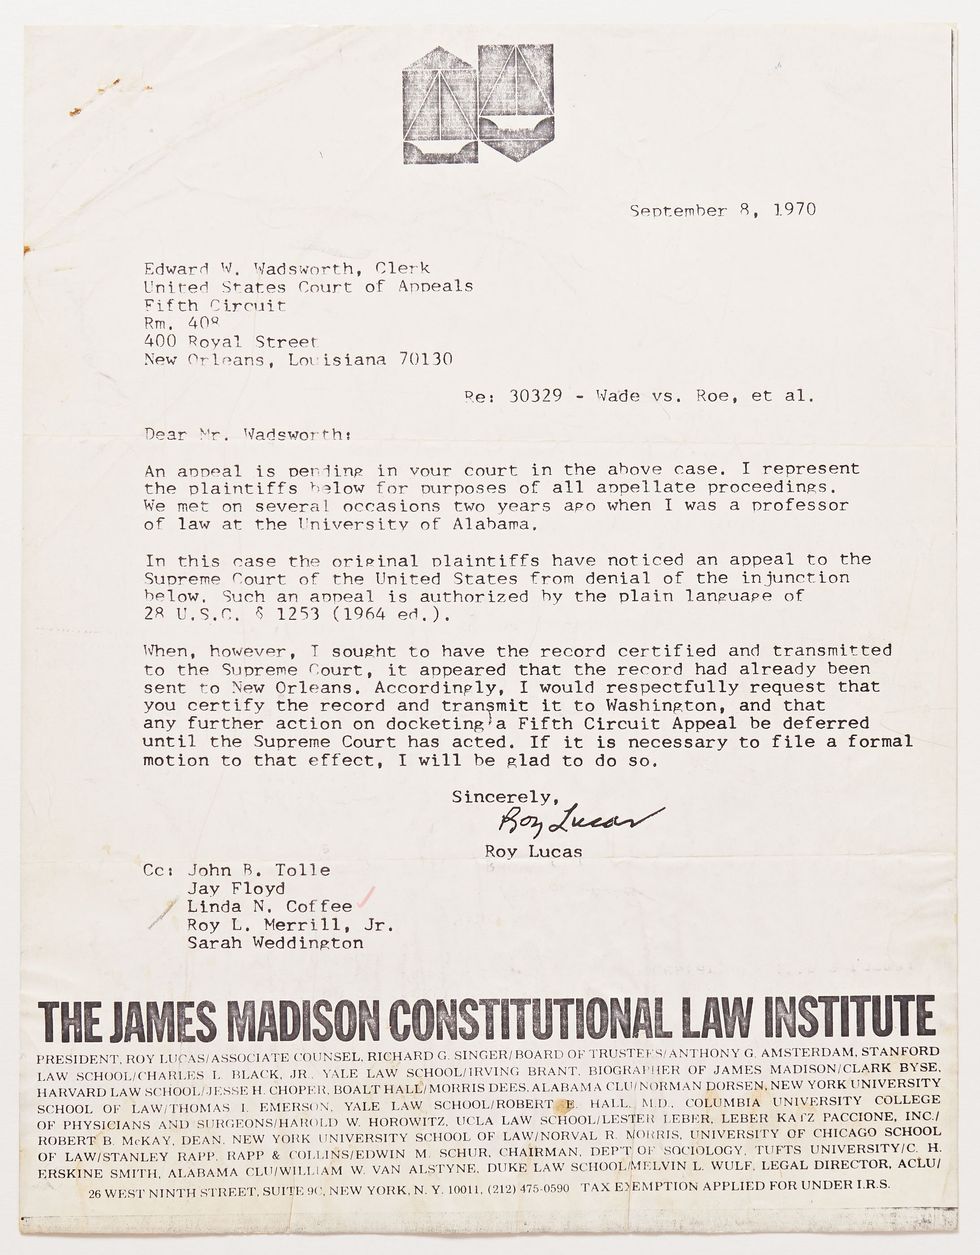 September 8, 1970
Edward W. Wadsworth, Clerk
United States Court of Appeals
Fifth Circuit
Rm. 408
400 Royal Street
New Orleans, Louisiana 70130
Re: 30329 - Wade vs. Roe, et al.
Dear Mr. Wadsworth:
An appeal is pending in your court in the above case. I represent
the plaintiffs below for purposes of all appellate proceedings.
We met on several occasions two years ago when I was a professor
of law at the University of Alabama.
In this case the original plaintiffs have noticed an appeal to the
Supreme Court of the United States from denial of the injunction
below. Such an appeal is authorized by the plain language of
28 U.S.C. § 1253 (1964 ed.).
When, however, I sought to have the record certified and transmitted
to the Supreme Court, it appeared that the record had already been
sent to New Orleans. Accordingly, I would respectfully request that
you certify the record and transmit it to Washington, and that
any further action on docketing a Fifth Circuit Appeal be deferred
until the Supreme Court has acted. If it is necessary to file a formal
motion to that effect, I will be glad to do so.
Sincerely,
Roy Lucas
Roy Lucas
Cc: John B. Tolle
Jay Floyd
Linda N. Coffee
Roy L. Merrill, Jr.
Sarah Weddington
THE JAMES MADISON CONSTITUTIONAL LAW INSTITUTE
PRESIDENT, ROY LUCAS/ASSOCIATE COUNSEL, RICHARD G. SINGER/BOARD OF TRUSTEES/ANTHONY G. AMSTERDAM, STANFORD
LAW SCHOOL/CHARLES L. BLACK, JR., YALE LAW SCHOOL/IRVING BRANT, BIOGRAPHER OF JAMES MADISON/CLARK BYSE,
HARVARD LAW SCHOOL/JESSE H. CHOPER, BOALT HALL/MORRIS DEES, ALABAMA CLU/NORMAN DORSEN, NEW YORK UNIVERSITY
SCHOOL OF LAW/THOMAS I. EMERSON, YALE LAW SCHOOL/ROBERT E. HALL, M.D., COLUMBIA UNIVERSITY COLLEGE
OF PHYSICIANS AND SURGEONS/HAROLD W. HOROWITZ, UCLA LAW SCHOOL/LESTER LEBER, LEBER KATZ PACCIONE, INC./
ROBERT B. McKAY, DEAN, NEW YORK UNIVERSITY SCHOOL OF LAW/NORVAL R. MORRIS, UNIVERSITY OF CHICAGO SCHOOL
OF LAW/STANLEY RAPP, RAPP & COLLINS/EDWIN M. SCHUR, CHAIRMAN, DEP'T OF SOCIOLOGY, TUFTS UNIVERSITY/C. H.
ERSKINE SMITH, ALABAMA CLU/WILLIAM W. VAN ALSTYNE, DUKE LAW SCHOOL/MELVIN L. WULF, LEGAL DIRECTOR, ACLU/
26 WEST NINTH STREET, SUITE 9C, NEW YORK, N. Y. 10011, (212) 475-0590 TAX EXEMPTION APPLIED FOR UNDER I.R.S.